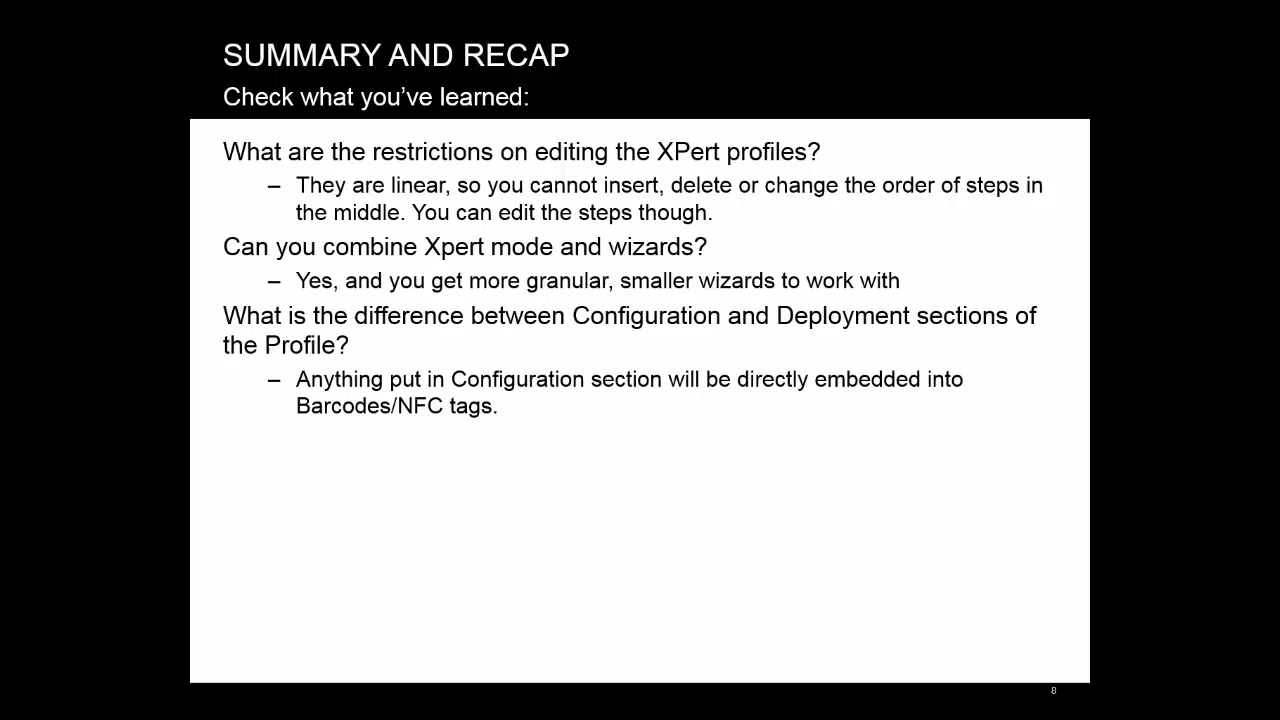 SUMMARY AND RECAP
Check what you’ve learned:
What are the restrictions on editing the XPert profiles?
– They are linear, so you cannot insert, delete or change the order of steps in
the middle. You can edit the steps though.
Can you combine Xpert mode and wizards?
– Yes, and you get more granular, smaller wizards to work with
What is the difference between Configuration and Deployment sections of
the Profile?
– Anything put in Configuration section will be directly embedded into
Barcodes/NFC tags.
8